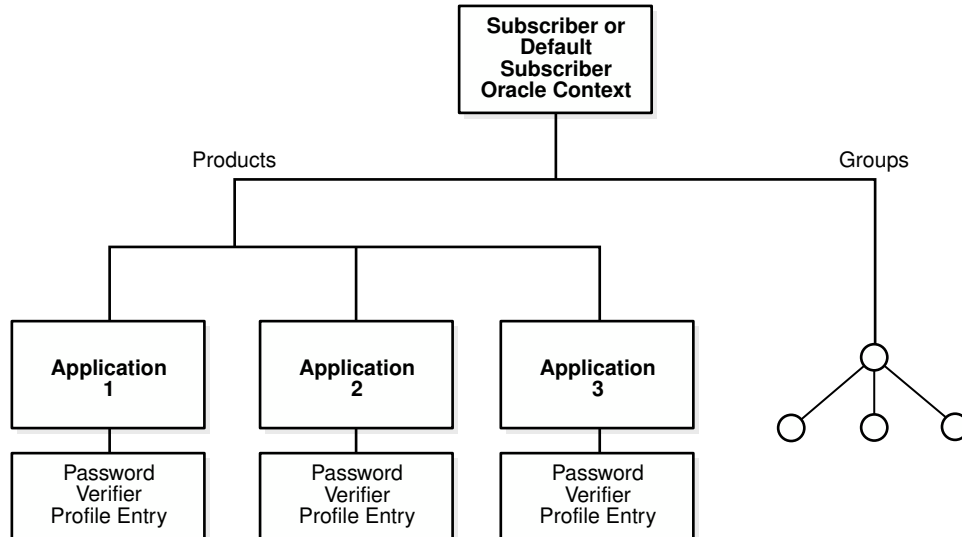 Subscriber or
Default
Subscriber
Oracle Context
Products
Groups
Application
1
Application
2
Application
3
Password
Verifier
Profile Entry
Password
Verifier
Profile Entry
Password
Verifier
Profile Entry